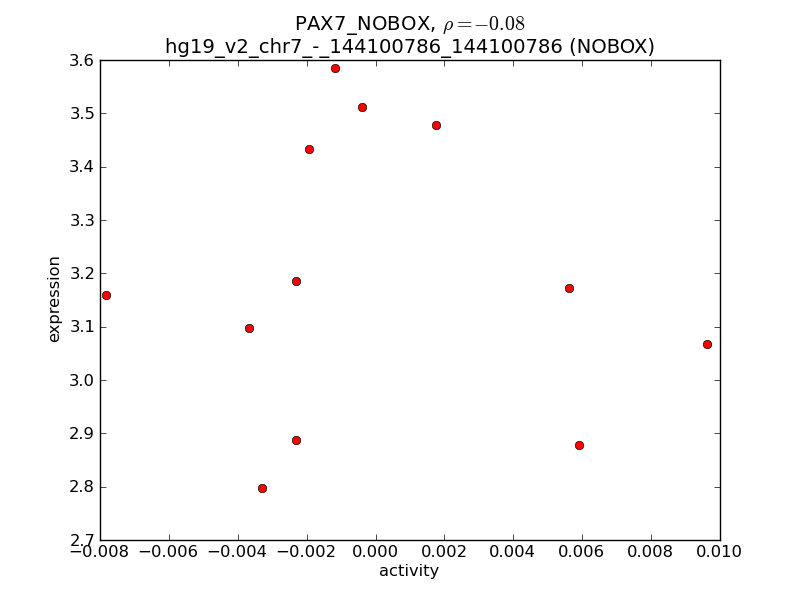 PAX7_NOBOX, ρ = −0.08
hg19_v2_chr7_-_144100786_144100786 (NOBOX)
3.6
3.5
3.4
3.3
3.2
3.1
3.0
2.9
2.8
2.7
expression
−0.008 −0.006 −0.004 −0.002 0.000 0.002 0.004 0.006 0.008 0.010
activity